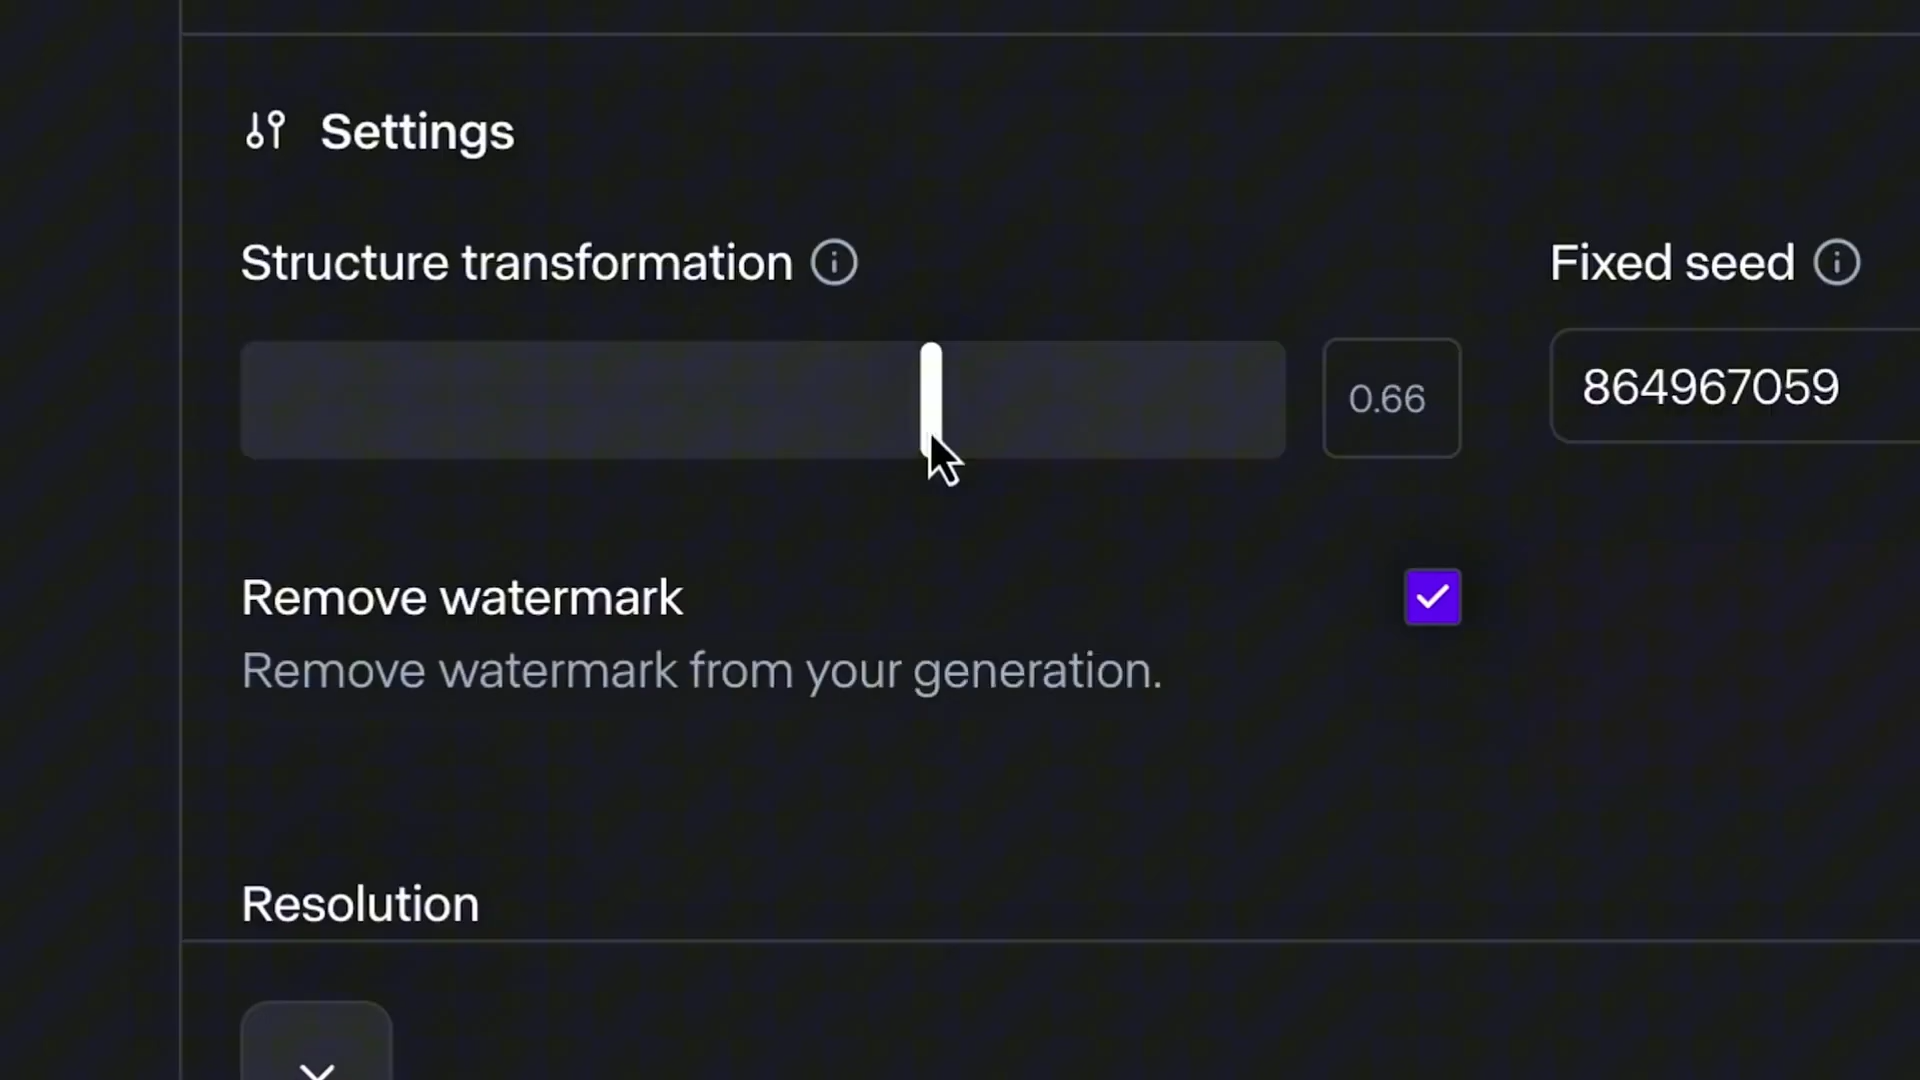 Settings
Structure transformation
Fixed seed
0.66
864967059
Remove watermark
Remove watermark from your generation.
Resolution